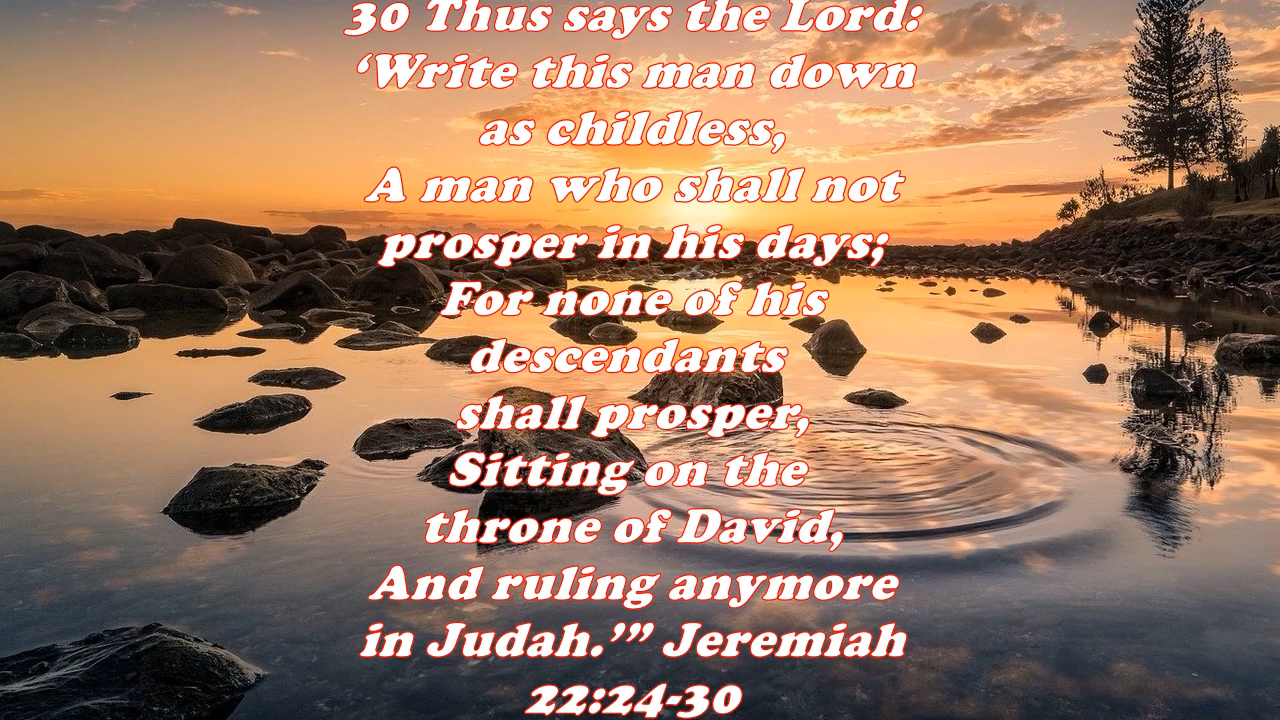 30 Thus says the Lord:
‘Write this man down
as childless,
A man who shall not
prosper in his days;
For none of his
descendants
shall prosper,
Sitting on the
throne of David,
And ruling anymore
in Judah.’” Jeremiah
22:24-30